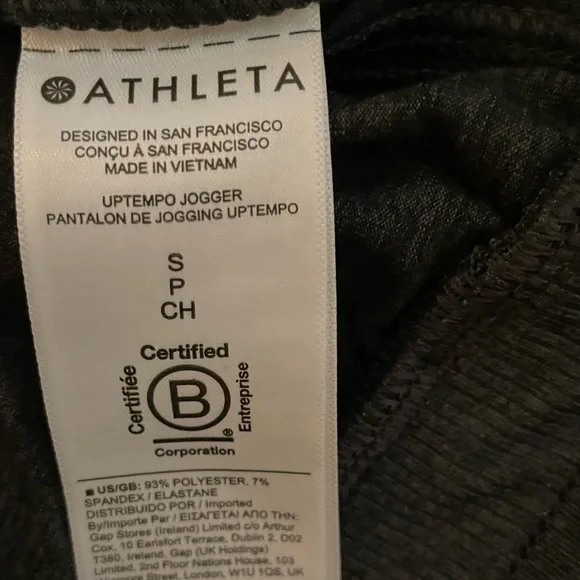 ATHLETA
DESIGNED IN SAN FRANCISCO
CONÇU À SAN FRANCISCO
MADE IN VIETNAM
UPTEMPO JOGGER
PANTALON DE JOGGING UPTEMPO
S
P
CH
Certified
Certifiée
B
Entreprise
®
Corporation
■ US/GB: 93% POLYESTER, 7%
SPANDEX / ELASTANE
DISTRIBUIDO POR / Imported
By/Importe Par / ΕΙΣΑΓΕΤΑΙ ΑΠΟ ΤΗΝ:
Gap Stores (Ireland) Limited c/o Arthur
Cox, 10 Earlsfort Terrace, Dublin 2, D02
T380, Ireland. Gap (UK Holdings)
Limited, 2nd Floor Nations House, 103
Street, London, W1U 1QS, UK